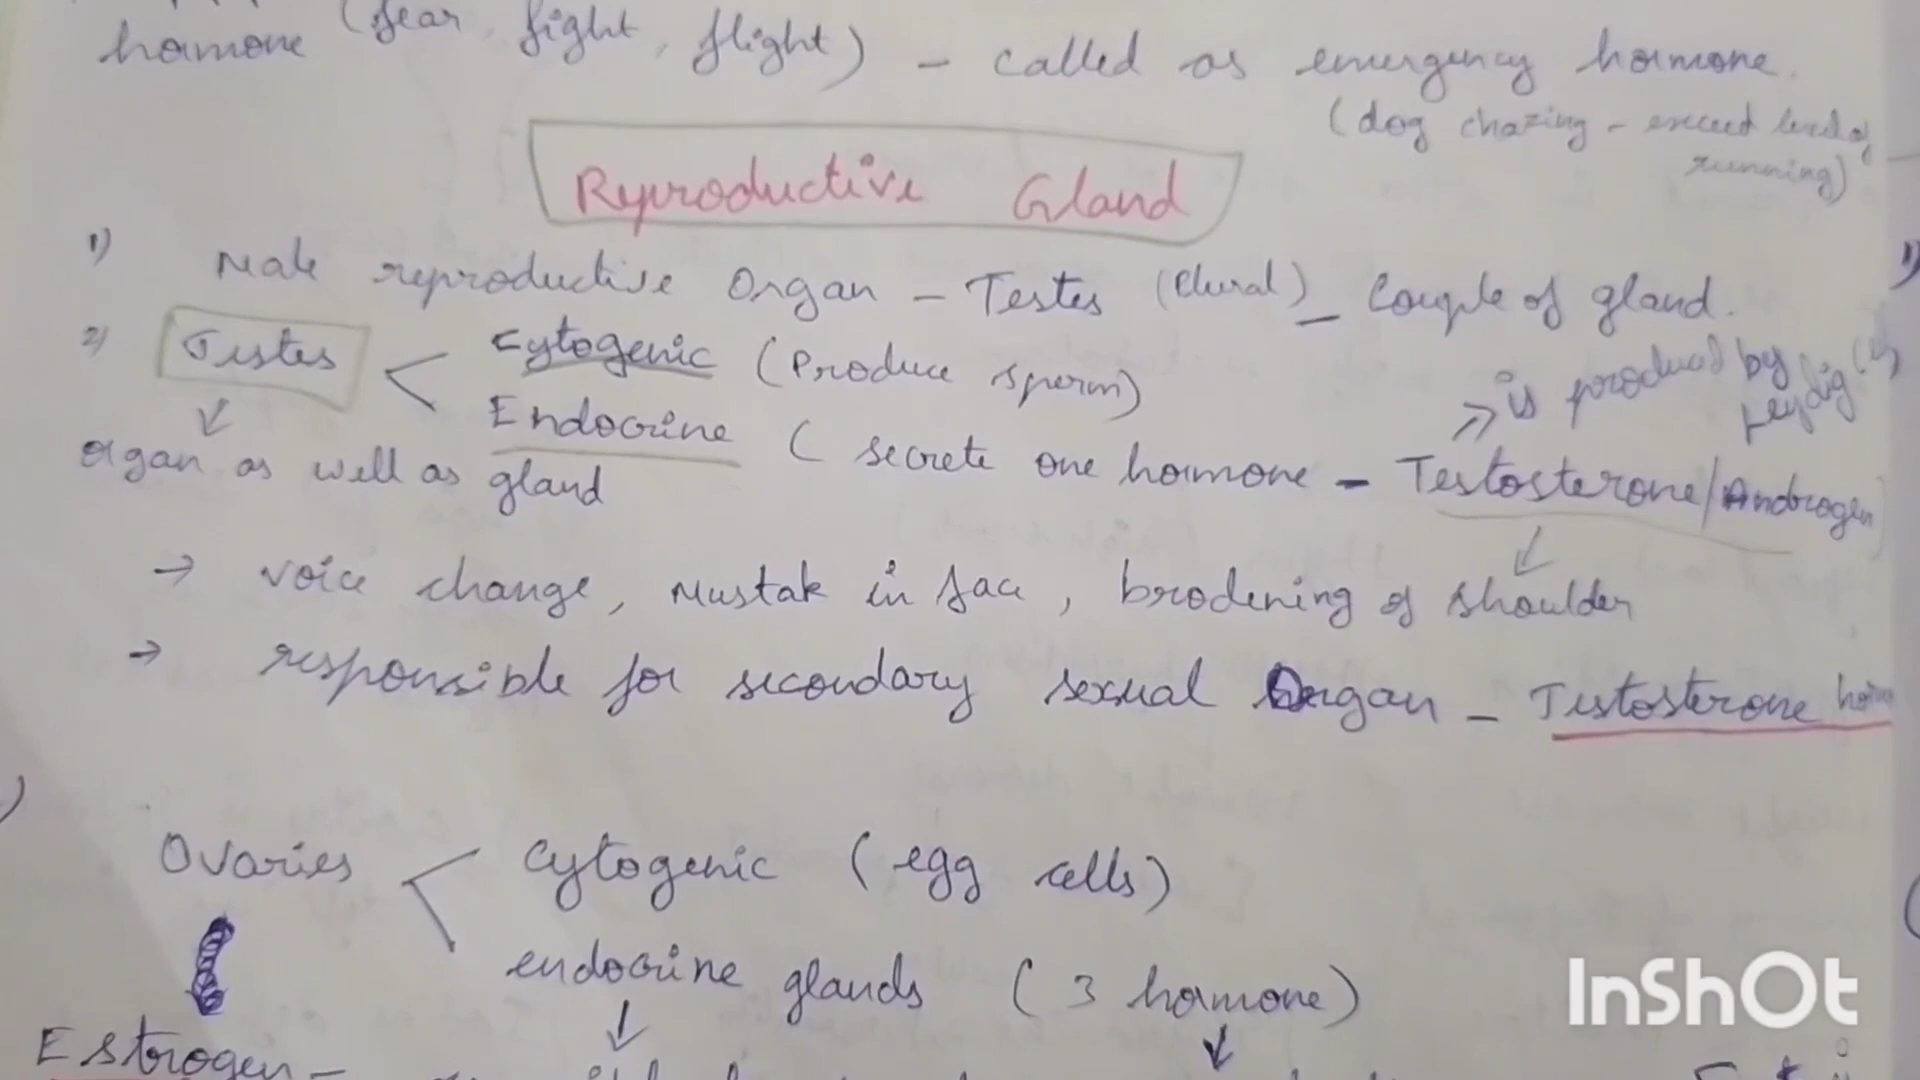 hormone (fear, fight, flight) - called as emergency hormone.
(dog chazing - exceed level of
running)
Reproductive Gland
1) Male reproductive Organ - Testes (Plural) - Couple of gland.
2) Testes < Cytogenic (Produce sperm)
>> is produced by
Leydig
Endocrine ( secrete one hormone - Testosterone/Androgen)
organ as well as gland
→ voice change, Mustak in face, brodening of shoulder
→ responsible for secondary sexual Organ - Testosterone
Ovaries < Cytogenic (egg cells)
endocrine glands (3 hormone)
Estrogen -
InShOt